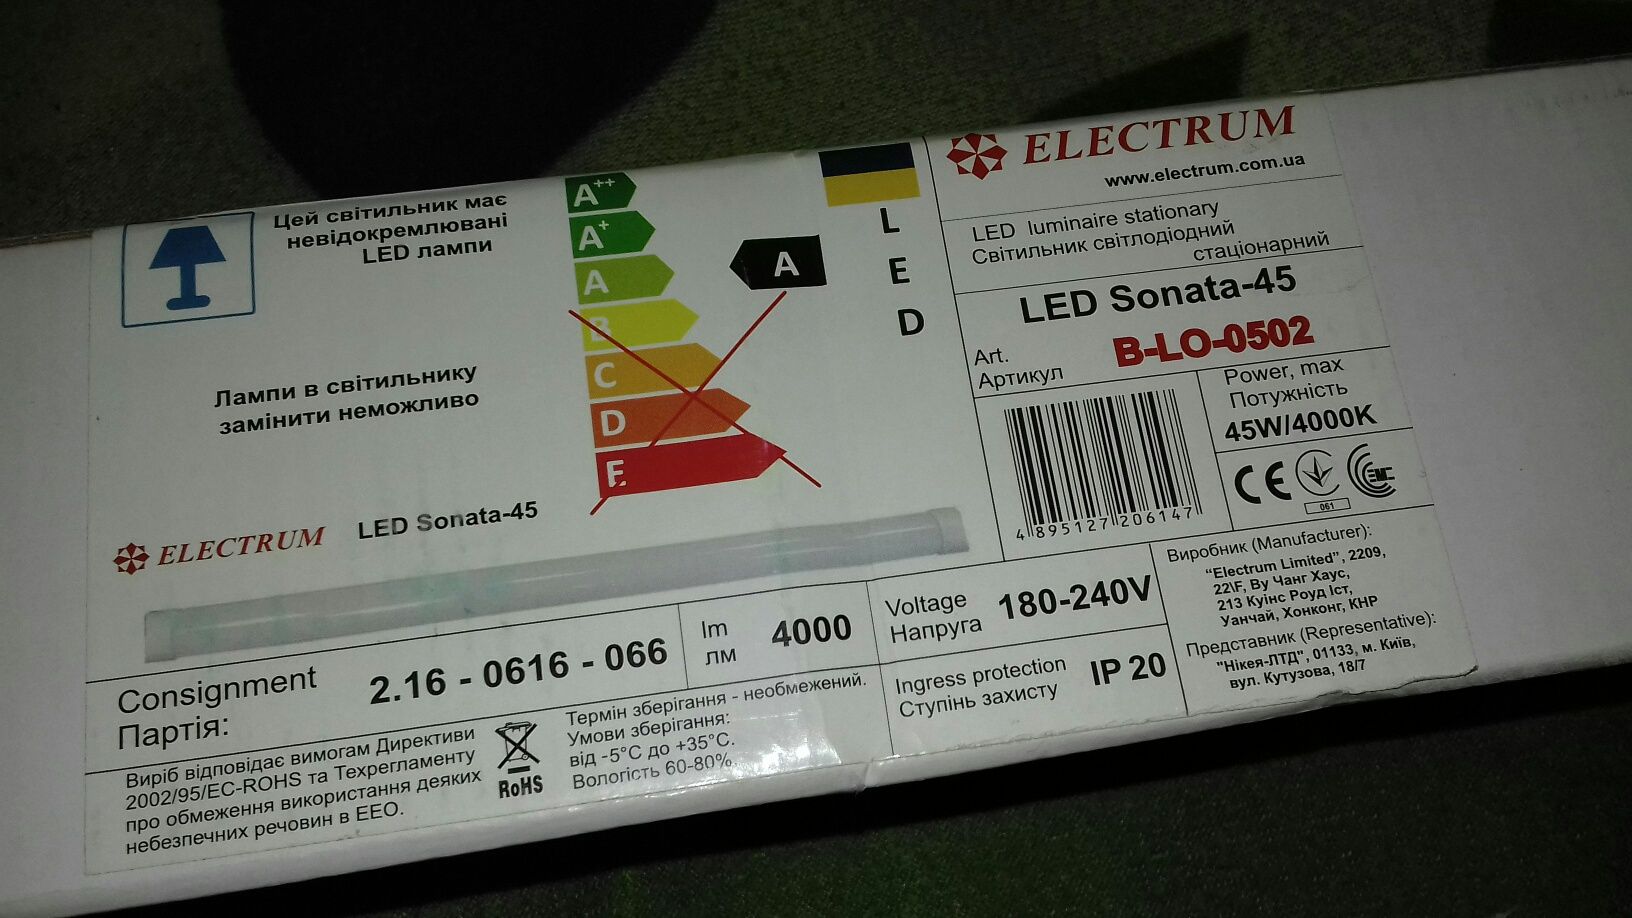 Цей світильник має
невідокремлювані
LED лампи
Лампи в світильнику
замінити неможливо
A++
A+
A
B
C
D
E
A
L
E
D
ELECTRUM
LED Sonata-45
Consignment
Партія:
2.16 - 0616 - 066
lm
лм
4000
Виріб відповідає вимогам Директиви
2002/95/EC-ROHS та Техрегламенту
про обмеження використання деяких
небезпечних речовин в ЕЕО.
RoHS
Термін зберігання - необмежений.
Умови зберігання:
від -5°C до +35°C.
Вологість 60-80%.
ELECTRUM
www.electrum.com.ua
LED luminaire stationary
Світильник світлодіодний
стаціонарний
LED Sonata-45
Art.
Артикул
B-LO-0502
4 895127 206147
Power, max
Потужність
45W/4000K
CE
EMC
061
Voltage
Напруга
180-240V
Ingress protection
Ступінь захисту
IP 20
Виробник (Manufacturer):
"Electrum Limited", 2209,
22\F, Ву Чанг Хаус,
213 Куінс Роуд Іст,
Уанчай, Хонконг, КНР
Представник (Representative):
"Нікея-ЛТД", 01133, м. Київ,
вул. Кутузова, 18/7